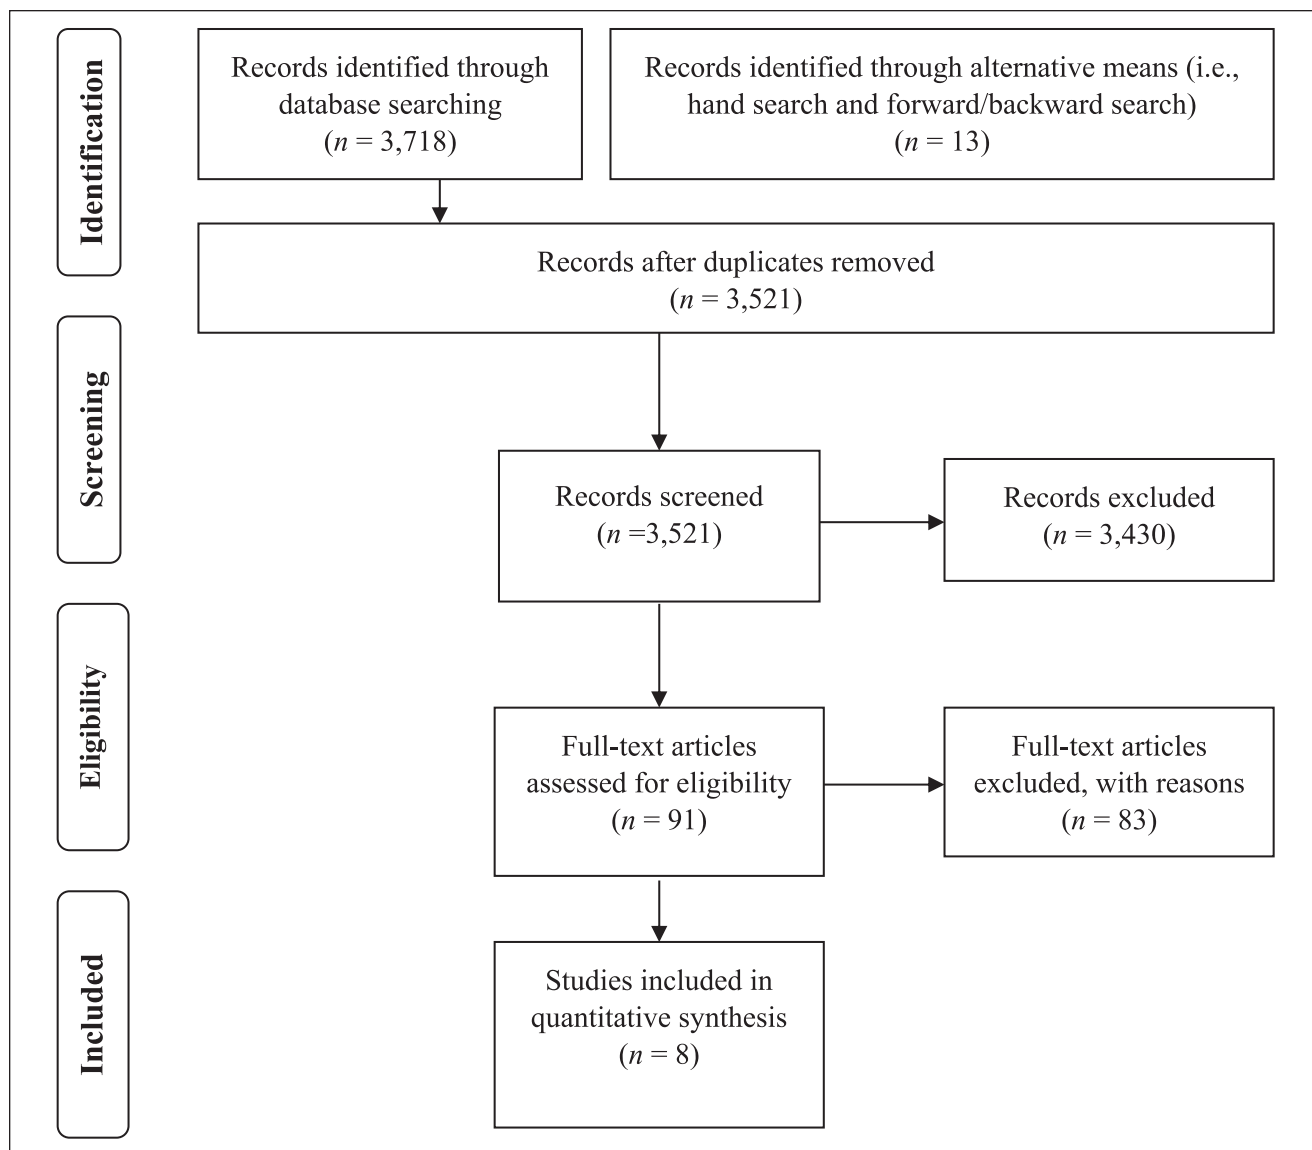 Identification
Records identified through
database searching
(n = 3,718)
Records identified through alternative means (i.e.,
hand search and forward/backward search)
(n = 13)
Records after duplicates removed
(n = 3,521)
Screening
Records screened
(n =3,521)
Records excluded
(n = 3,430)
Eligibility
Full-text articles
assessed for eligibility
(n = 91)
Full-text articles
excluded, with reasons
(n = 83)
Included
Studies included in
quantitative synthesis
(n = 8)